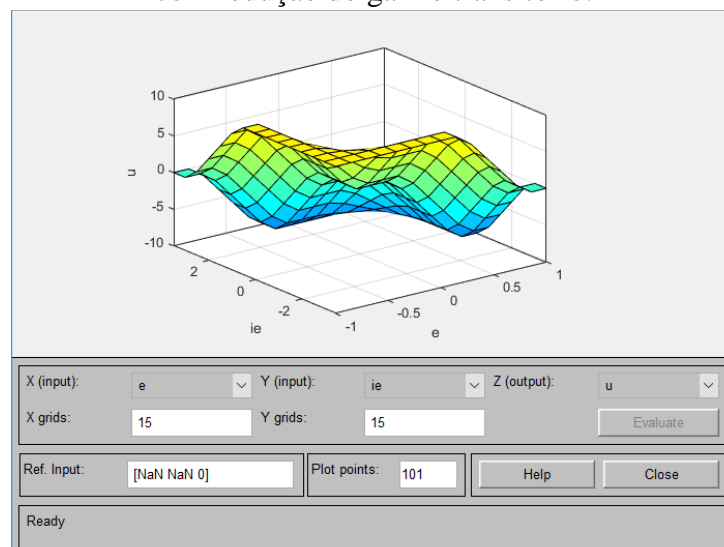 10
5
0
-5
-10
u
2
0
-2
ie
-1
-0.5
0
0.5
1
e
X (input):
e
Y (input):
ie
Z (output):
u
X grids:
15
Y grids:
15
Evaluate
Ref. Input:
[NaN NaN 0]
Plot points:
101
Help
Close
Ready